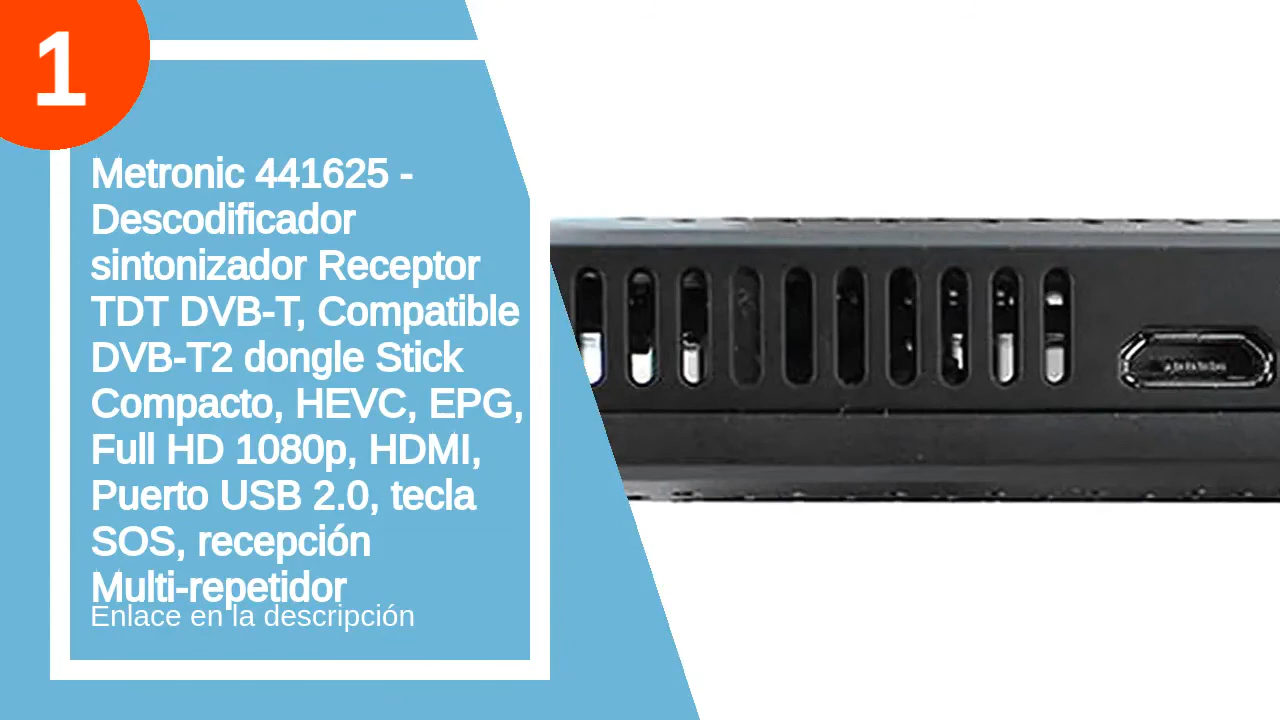 1
Metronic 441625 -
Descodificador
sintonizador Receptor
TDT DVB-T, Compatible
DVB-T2 dongle Stick
Compacto, HEVC, EPG,
Full HD 1080p, HDMI,
Puerto USB 2.0, tecla
SOS, recepción
Multi-repetidor
Enlace en la descripción